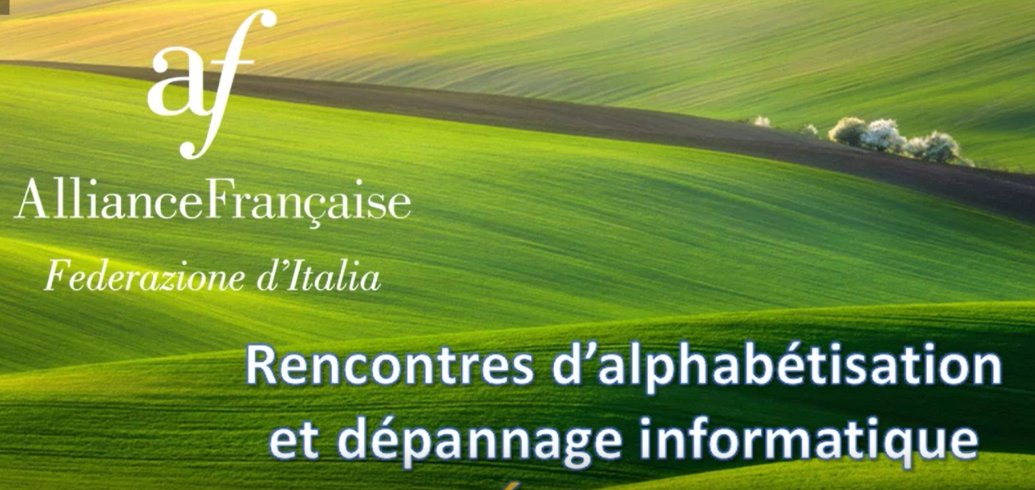 af
AllianceFrançaise
Federazione d'Italia
Rencontres d'alphabétisation
et dépannage informatique